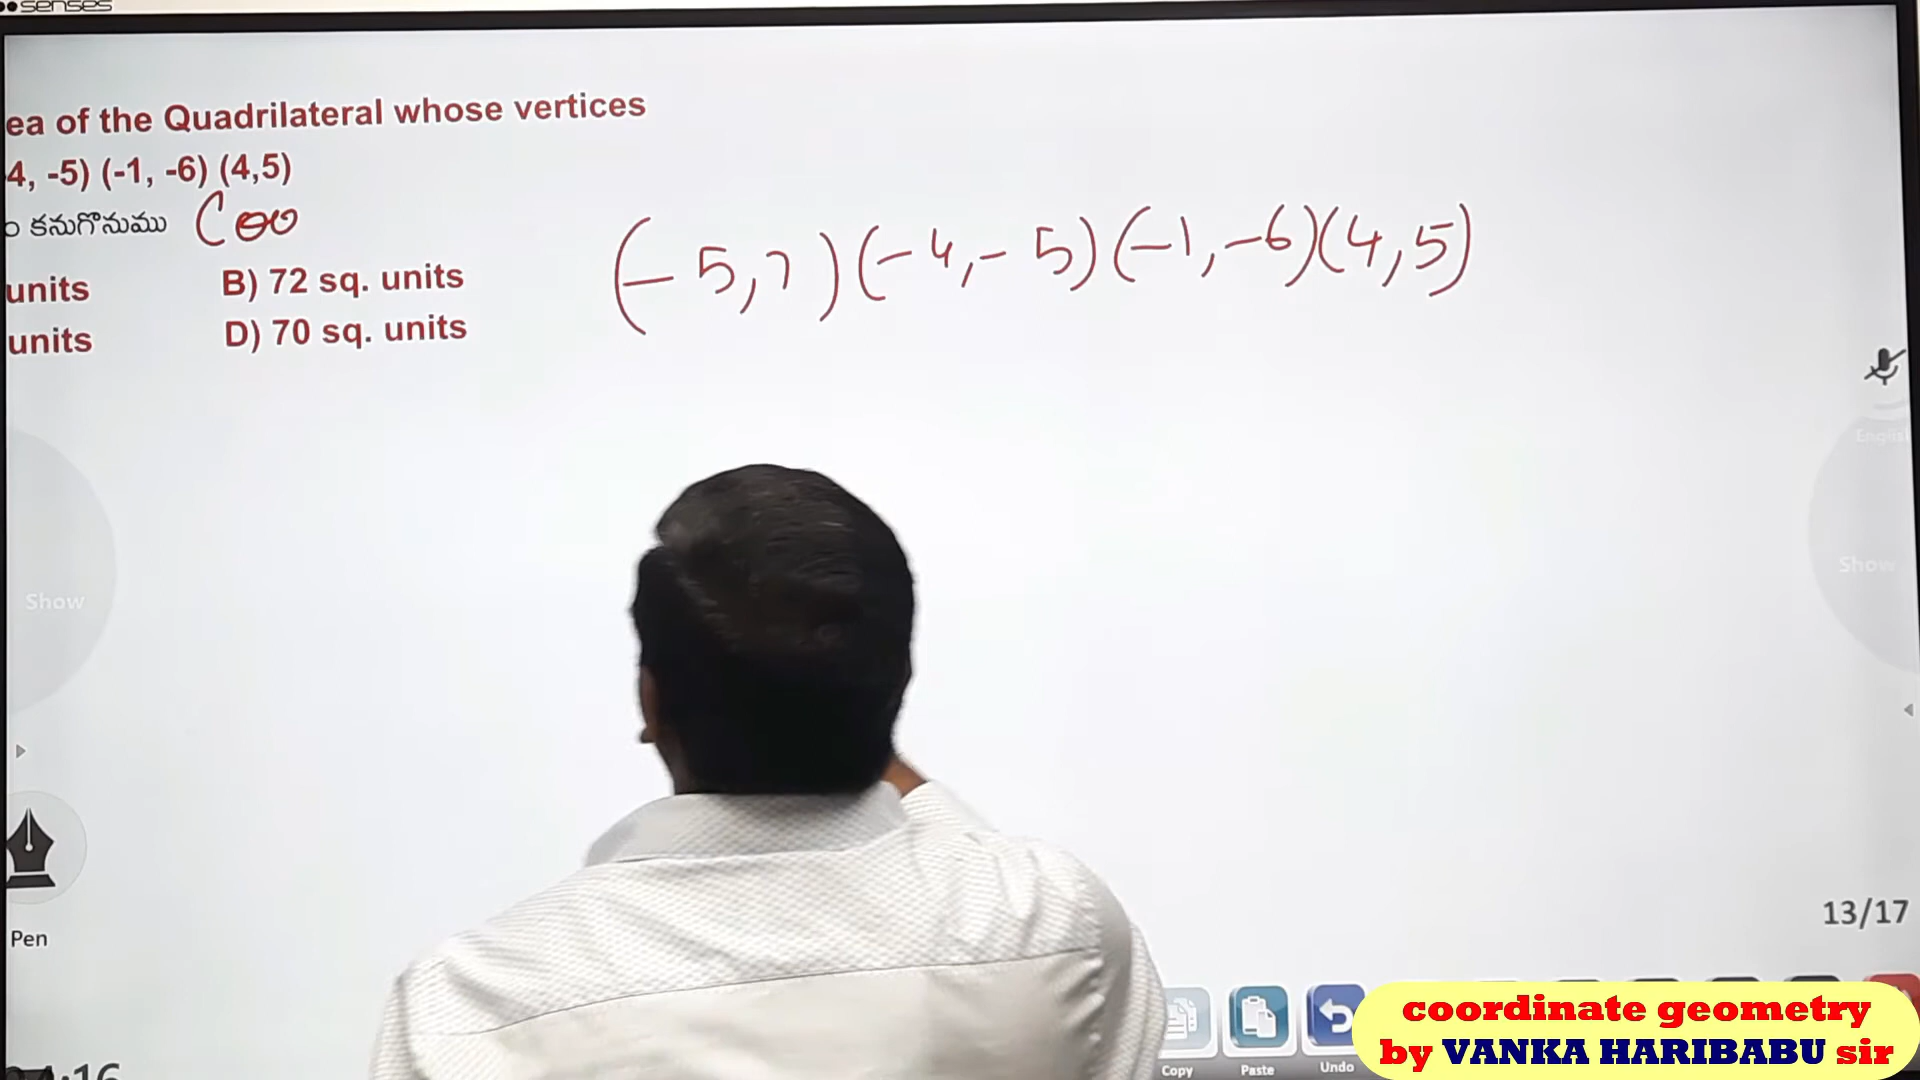 senses
ea of the Quadrilateral whose vertices
4, -5) (-1, -6) (4,5)
కనుగొనుము
(-5,7)(-4,-5)(-1,-6)(4,5)
units B) 72 sq. units
units D) 70 sq. units
English
Show
Show
Pen
13/17
Copy Paste Undo
coordinate geometry
by VANKA HARIBABU sir